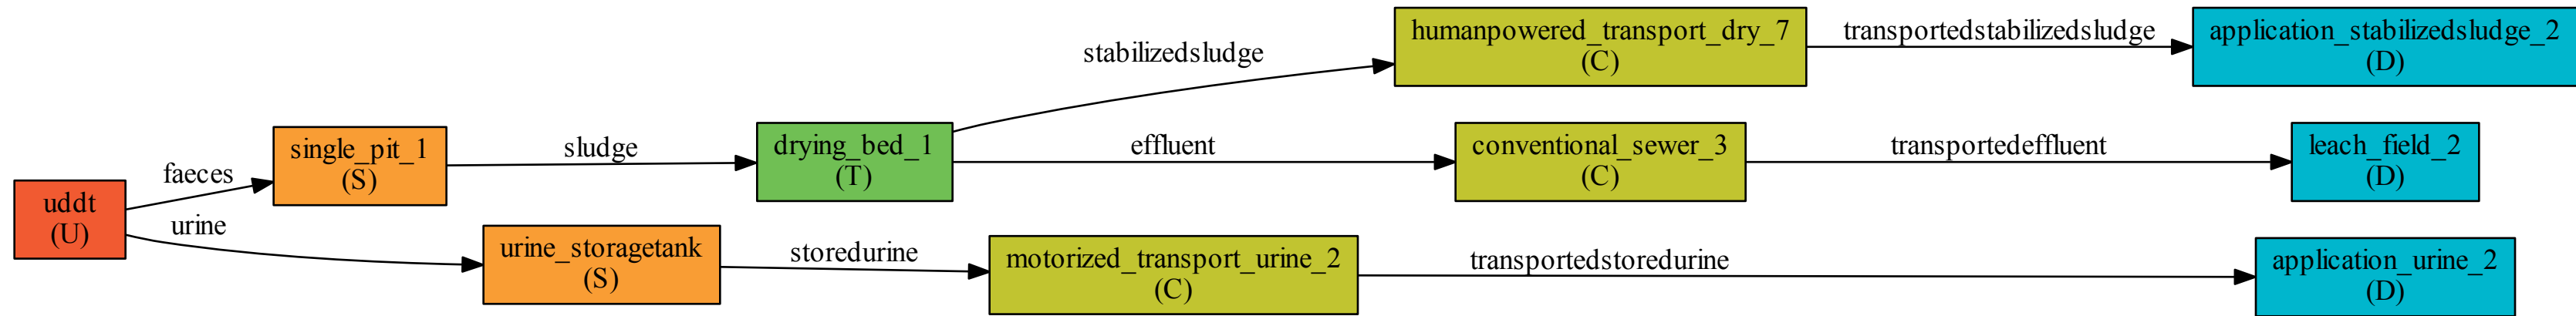 uddt
(U)
faeces
urine
single_pit_1
(S)
sludge
urine_storagetank
(S)
storedurine
drying_bed_1
(T)
stabilizedsludge
effluent
motorized_transport_urine_2
(C)
transportedstoredurine
humanpowered_transport_dry_7
(C)
transportedstabilizedsludge
conventional_sewer_3
(C)
transportedeffluent
application_stabilizedsludge_2
(D)
leach_field_2
(D)
application_urine_2
(D)